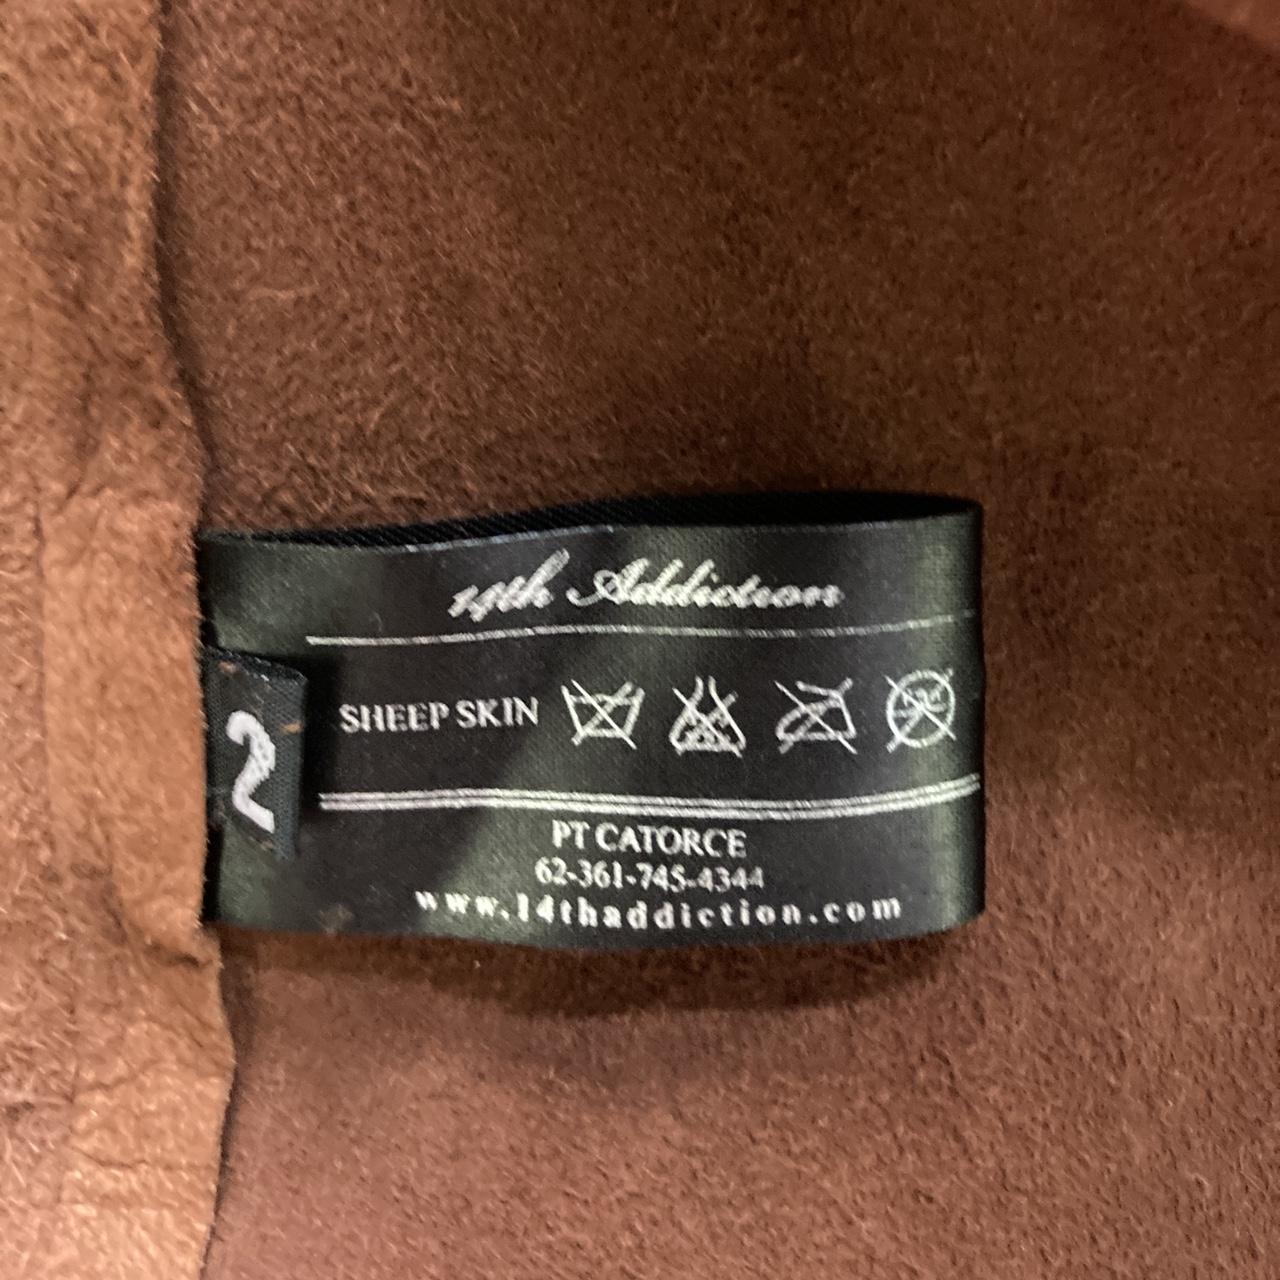 14th Addiction
2
SHEEP SKIN
PT CATORCE
62-361-745-4344
www.14thaddiction.com